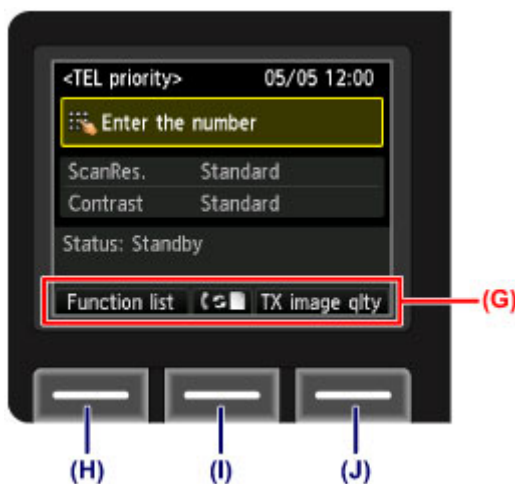 <TEL priority> 05/05 12:00
Enter the number
ScanRes. Standard
Contrast Standard
Status: Standby
Function list TX image qlty
(G)
(H) (I) (J)